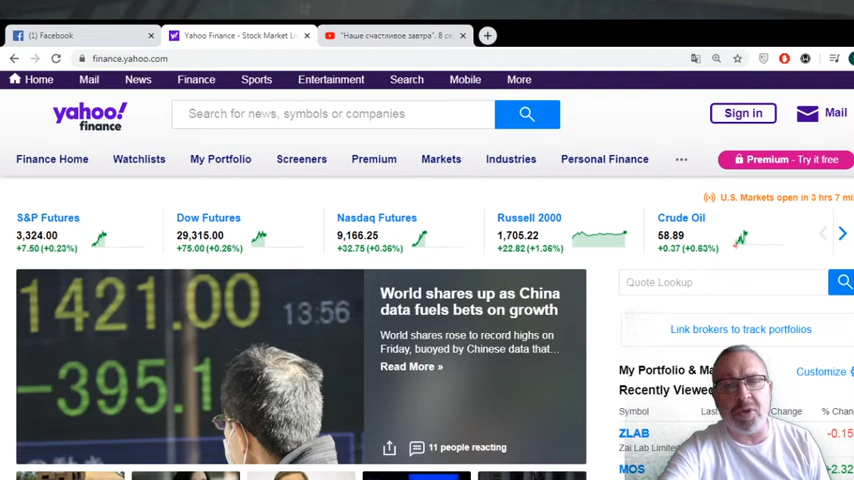 (1) Facebook
Yahoo Finance - Stock Market Li
"Наше счастливое завтра". 8 се
finance.yahoo.com
Home Mail News Finance Sports Entertainment Search Mobile More
yahoo!
finance
Search for news, symbols or companies
Sign in
Mail
Finance Home Watchlists My Portfolio Screeners Premium Markets Industries Personal Finance ...
Premium - Try it free
U.S. Markets open in 3 hrs 7 mi
S&P Futures
3,324.00
+7.50 (+0.23%)
Dow Futures
29,315.00
+75.00 (+0.26%)
Nasdaq Futures
9,166.25
+32.75 (+0.36%)
Russell 2000
1,705.22
+22.82 (+1.36%)
Crude Oil
58.89
+0.37 (+0.63%)
1421.00
13:56
-395.1
World shares up as China
data fuels bets on growth
World shares rose to record highs on
Friday, buoyed by Chinese data that...
Read More »
11 people reacting
Quote Lookup
Link brokers to track portfolios
My Portfolio & Ma
Customize
Recently Viewed
Symbol Las Change % Chan
ZLAB -0.15
Zai Lab Limited
MOS +2.32